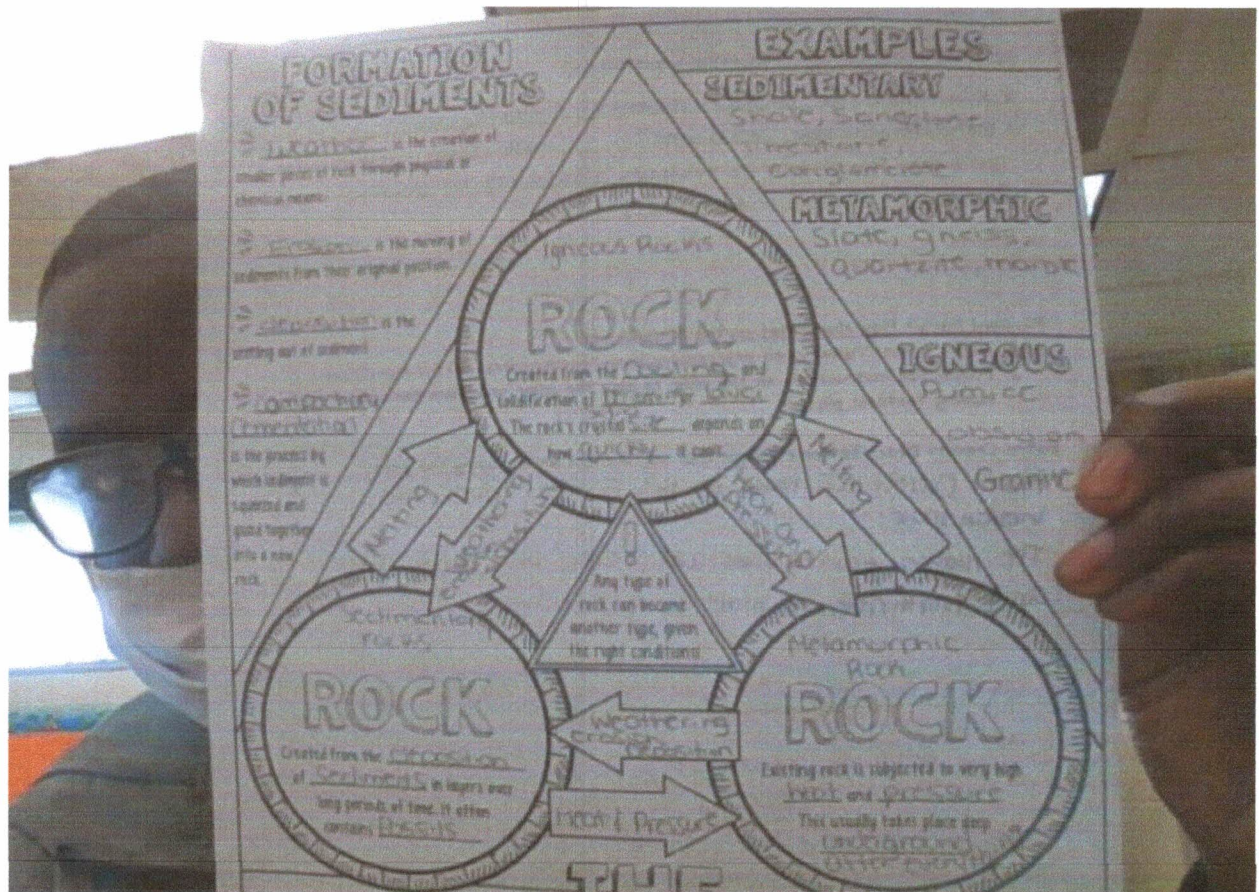 FORMATION
OF SEDIMENTS
Weather is the creation of
smaller pieces of rock through physical or
chemical means.
Erosion is the moving of
sediments from their original position.
deposition is the
putting out of sediment.
Compaction
Cementation
is the process by
which sediment is
squeezed and
glued together
into a new
rock.
EXAMPLES
SEDIMENTARY
Shale, Sandstone
conglomerate
METAMORPHIC
Slate, gneiss,
Quartzite, marble
IGNEOUS
Pumice
Granite
Igneous Rocks
ROCK
Created from the Cooling and
solidification of or lava
The rock's crystal size depends on
how quickly it cools.
Melting
Weathering
deposition
Heat and
pressure
Melting
!
Any type of
rock can become
another type, given
the right conditions!
Sedimentary
rocks
ROCK
Created from the deposition
of Sediments in layers over
long periods of time. It often
contains fossils
Weathering
erosion
Deposition
Heat & Pressure
Metamorphic
Rock
ROCK
Existing rock is subjected to very high
heat and pressure
This usually takes place deep
underground
THE